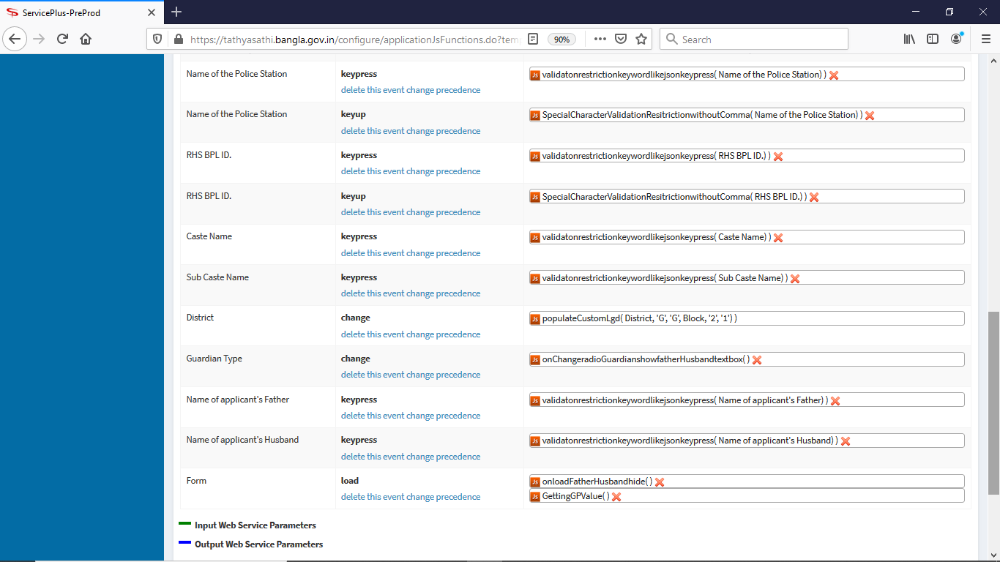 ServicePlus-PreProd
https://tathyasathi.bangla.gov.in/configure/applicationJsFunctions.do?tem
90%
Search
Name of the Police Station keypress validatonrestrictionkeywordlikejsonkeypress( Name of the Police Station) )
delete this event change precedence
Name of the Police Station keyup SpecialCharacterValidationResitrictionwithoutComma( Name of the Police Station) )
delete this event change precedence
RHS BPL ID. keypress validatonrestrictionkeywordlikejsonkeypress( RHS BPL ID.) )
delete this event change precedence
RHS BPL ID. keyup SpecialCharacterValidationResitrictionwithoutComma( RHS BPL ID.) )
delete this event change precedence
Caste Name keypress validatonrestrictionkeywordlikejsonkeypress( Caste Name) )
delete this event change precedence
Sub Caste Name keypress validatonrestrictionkeywordlikejsonkeypress( Sub Caste Name) )
delete this event change precedence
District change populateCustomLgd( District, 'G', 'G', Block, '2', '1') )
delete this event change precedence
Guardian Type change onChangeradioGuardianshowfatherHusbandtextbox( )
delete this event change precedence
Name of applicant's Father keypress validatonrestrictionkeywordlikejsonkeypress( Name of applicant's Father) )
delete this event change precedence
Name of applicant's Husband keypress validatonrestrictionkeywordlikejsonkeypress( Name of applicant's Husband) )
delete this event change precedence
Form load onloadFatherHusbandhide( )
delete this event change precedence GettingGPValue( )
Input Web Service Parameters
Output Web Service Parameters